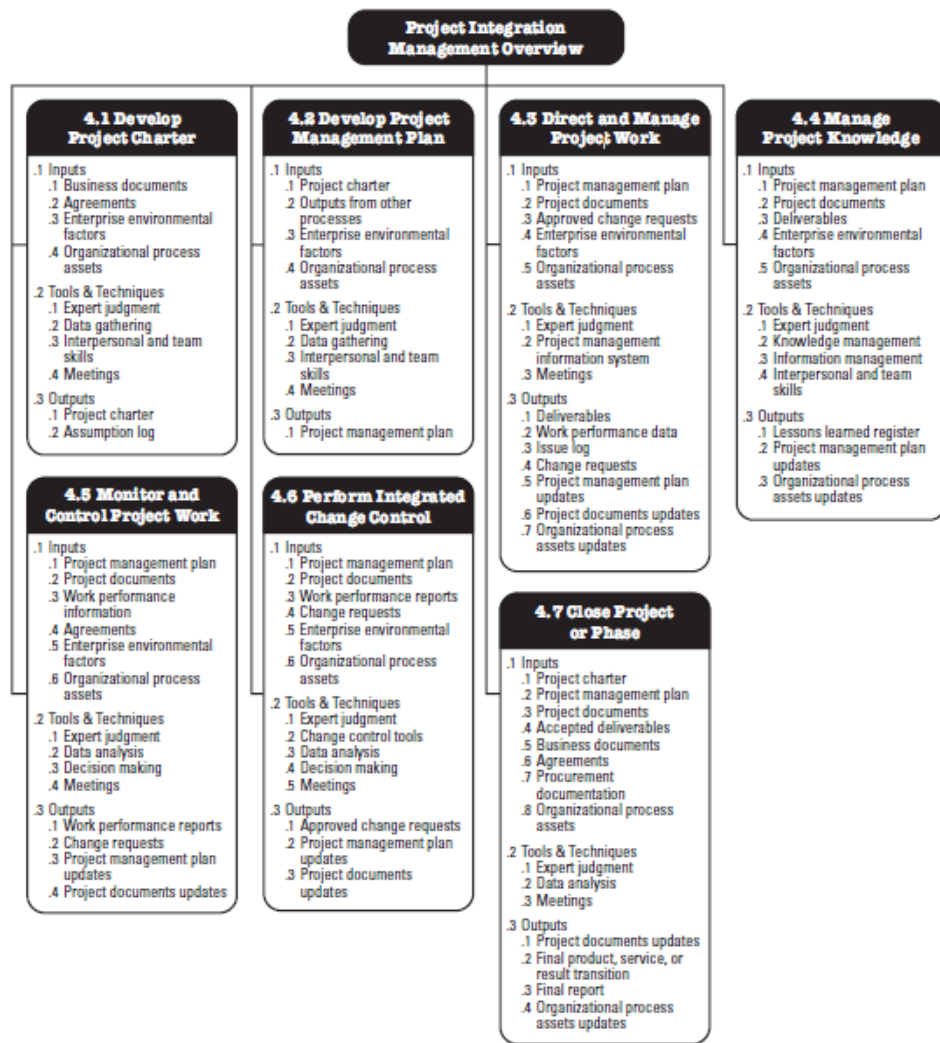 Project Integration
Management Overview
4.1 Develop
Project Charter
.1 Inputs
.1 Business documents
.2 Agreements
.3 Enterprise environmental
factors
.4 Organizational process
assets
.2 Tools & Techniques
.1 Expert judgment
.2 Data gathering
.3 Interpersonal and team
skills
.4 Meetings
.3 Outputs
.1 Project charter
.2 Assumption log
4.2 Develop Project
Management Plan
.1 Inputs
.1 Project charter
.2 Outputs from other
processes
.3 Enterprise environmental
factors
.4 Organizational process
assets
.2 Tools & Techniques
.1 Expert judgment
.2 Data gathering
.3 Interpersonal and team
skills
.4 Meetings
.3 Outputs
.1 Project management plan
4.3 Direct and Manage
Project Work
.1 Inputs
.1 Project management plan
.2 Project documents
.3 Approved change requests
.4 Enterprise environmental
factors
.5 Organizational process
assets
.2 Tools & Techniques
.1 Expert judgment
.2 Project management
information system
.3 Meetings
.3 Outputs
.1 Deliverables
.2 Work performance data
.3 Issue log
.4 Change requests
.5 Project management plan
updates
.6 Project documents updates
.7 Organizational process
assets updates
4.4 Manage
Project Knowledge
.1 Inputs
.1 Project management plan
.2 Project documents
.3 Deliverables
.4 Enterprise environmental
factors
.5 Organizational process
assets
.2 Tools & Techniques
.1 Expert judgment
.2 Knowledge management
.3 Information management
.4 Interpersonal and team
skills
.3 Outputs
.1 Lessons learned register
.2 Project management plan
updates
.3 Organizational process
assets updates
4.5 Monitor and
Control Project Work
.1 Inputs
.1 Project management plan
.2 Project documents
.3 Work performance
information
.4 Agreements
.5 Enterprise environmental
factors
.6 Organizational process
assets
.2 Tools & Techniques
.1 Expert judgment
.2 Data analysis
.3 Decision making
.4 Meetings
.3 Outputs
.1 Work performance reports
.2 Change requests
.3 Project management plan
updates
.4 Project documents updates
4.6 Perform Integrated
Change Control
.1 Inputs
.1 Project management plan
.2 Project documents
.3 Work performance reports
.4 Change requests
.5 Enterprise environmental
factors
.6 Organizational process
assets
.2 Tools & Techniques
.1 Expert judgment
.2 Change control tools
.3 Data analysis
.4 Decision making
.5 Meetings
.3 Outputs
.1 Approved change requests
.2 Project management plan
updates
.3 Project documents
updates
4.7 Close Project
or Phase
.1 Inputs
.1 Project charter
.2 Project management plan
.3 Project documents
.4 Accepted deliverables
.5 Business documents
.6 Agreements
.7 Procurement
documentation
.8 Organizational process
assets
.2 Tools & Techniques
.1 Expert judgment
.2 Data analysis
.3 Meetings
.3 Outputs
.1 Project documents updates
.2 Final product, service, or
result transition
.3 Final report
.4 Organizational process
assets updates